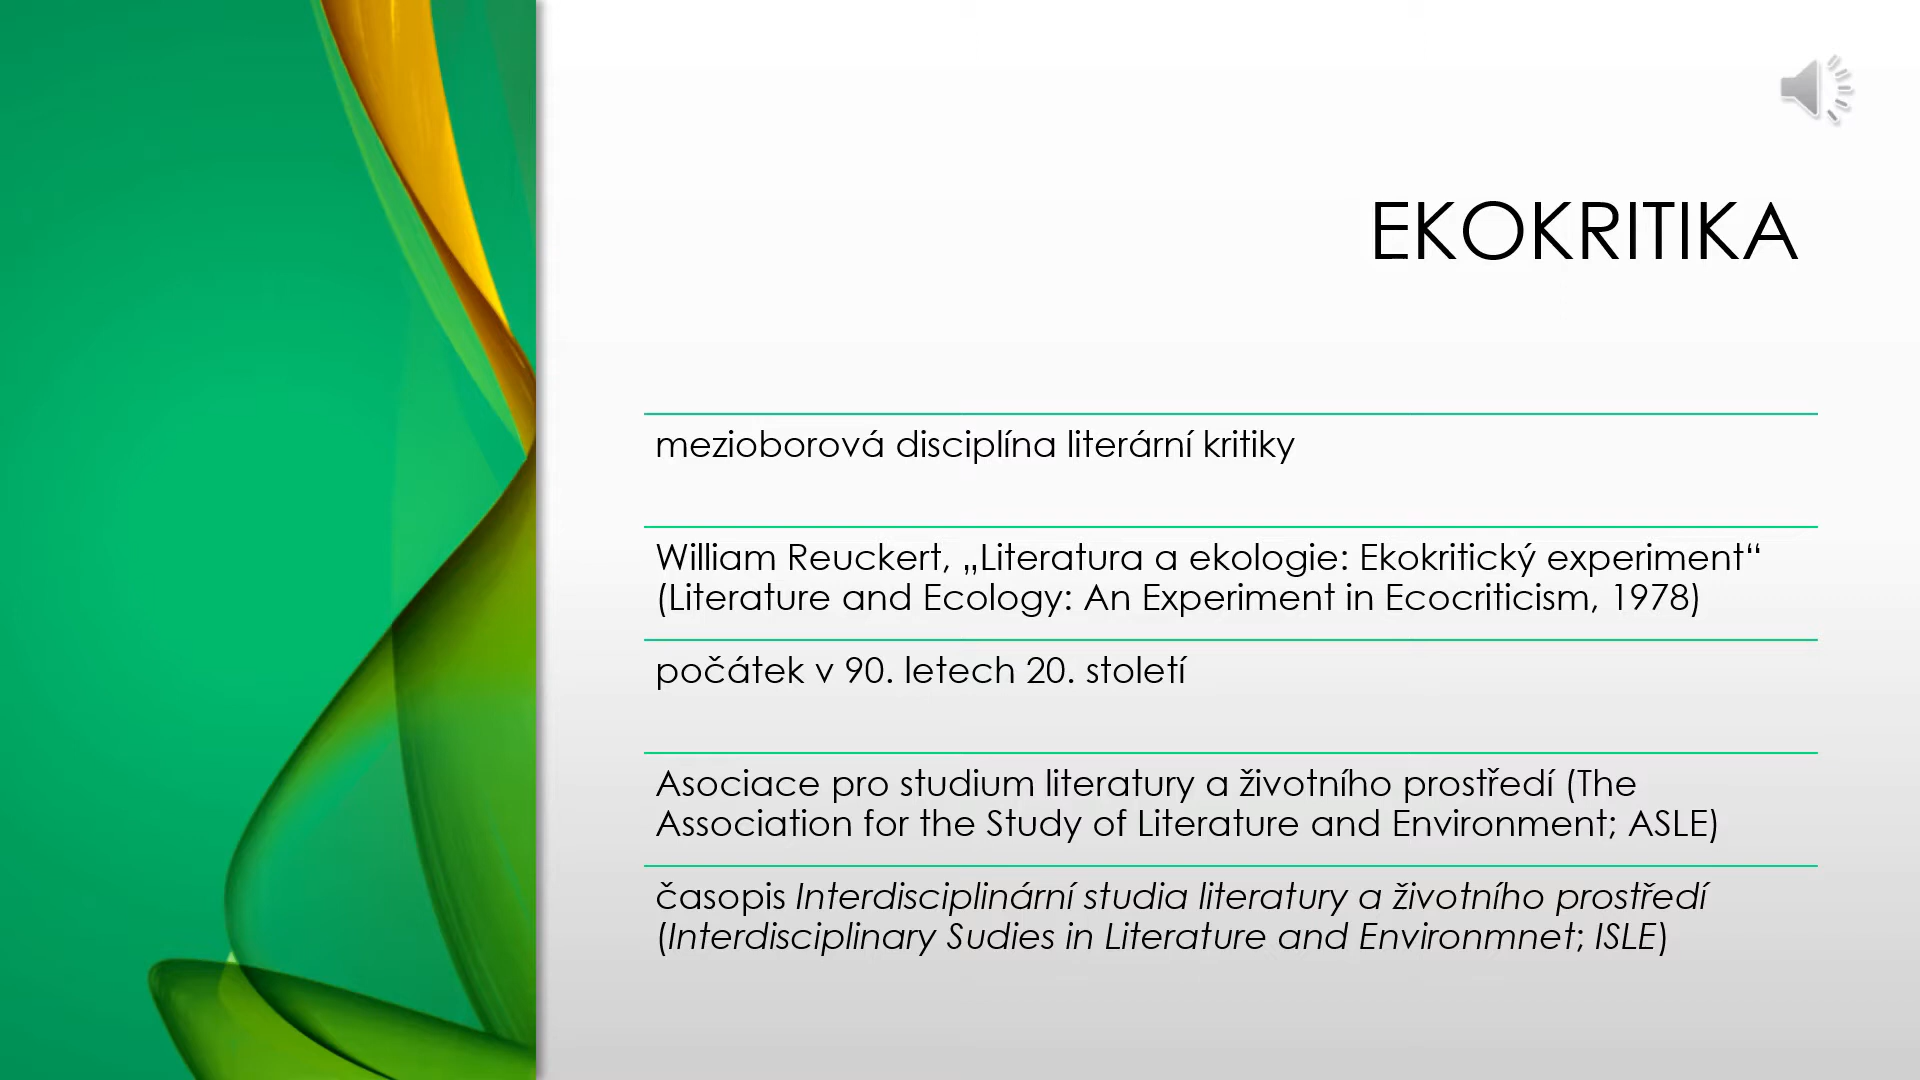 EKOKRITIKA
mezioborová disciplína literární kritiky
William Reuckert, „Literatura a ekologie: Ekokritický experiment“
(Literature and Ecology: An Experiment in Ecocriticism, 1978)
počátek v 90. letech 20. století
Asociace pro studium literatury a životního prostředí (The
Association for the Study of Literature and Environment; ASLE)
časopis Interdisciplinární studia literatury a životního prostředí
(Interdisciplinary Sudies in Literature and Environmnet; ISLE)